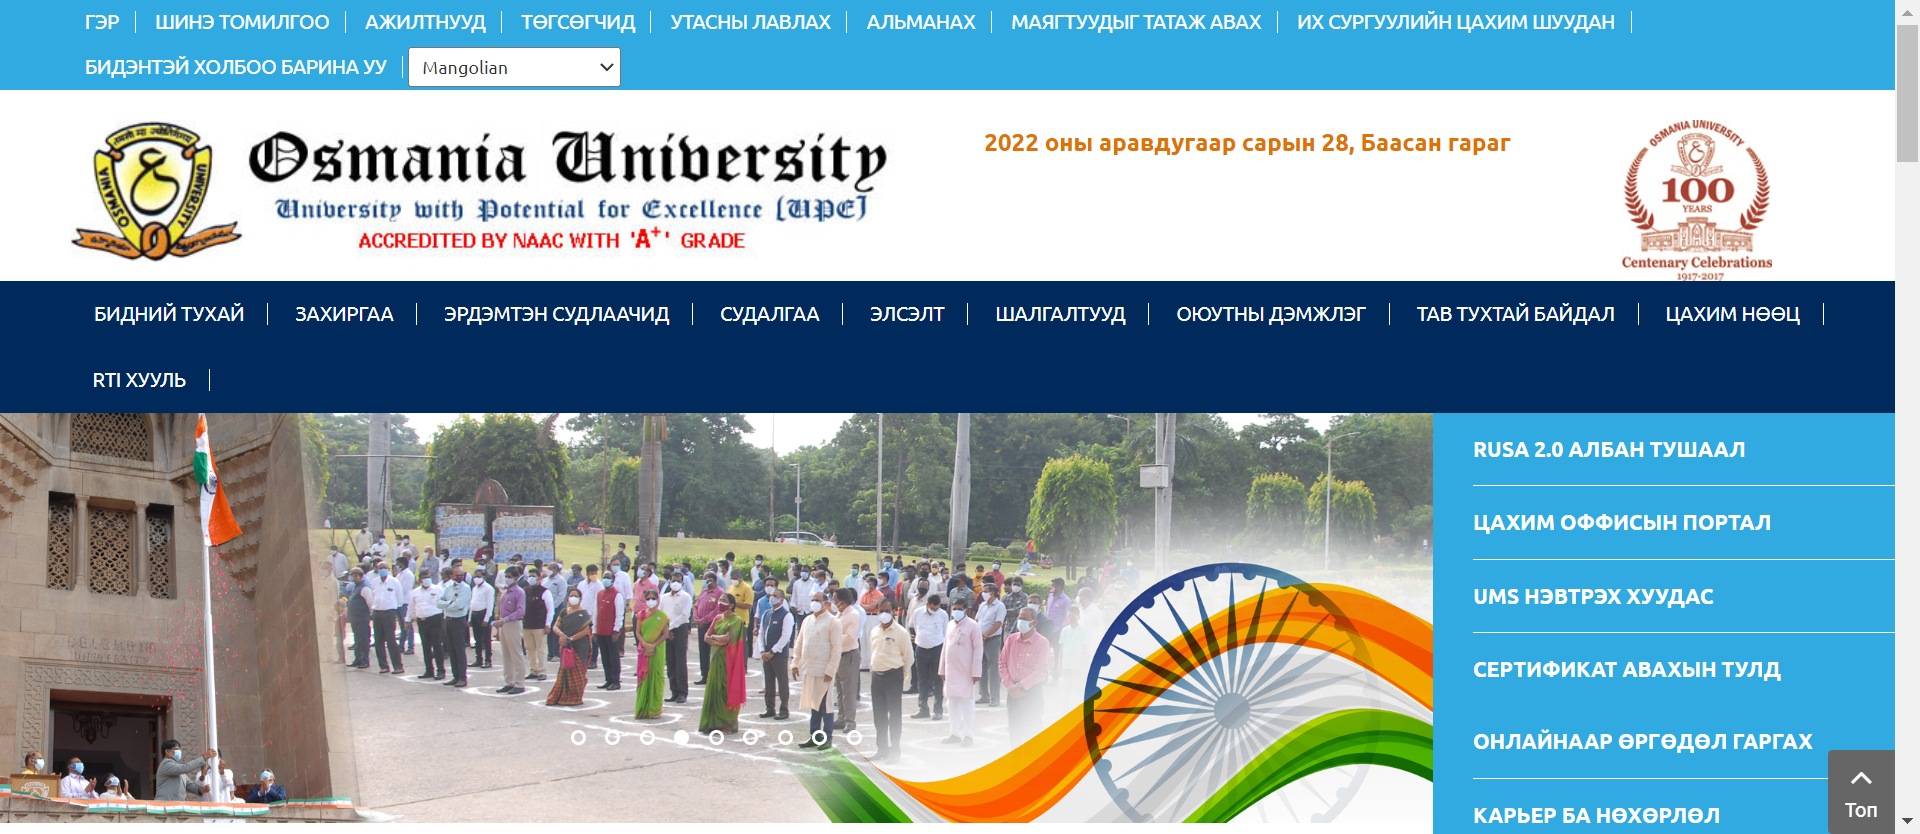 ГЭР
ШИНЭ ТОМИЛГОО
АЖИЛТНУУД
ТӨГСӨГЧИД
УТАСНЫ ЛАВЛАХ
АЛЬМАНАХ
МАЯГТУУДЫГ ТАТАЖ АВАХ
ИХ СУРГУУЛИЙН ЦАХИМ ШУУДАН
БИДЭНТЭЙ ХОЛБОО БАРИНА УУ
Mangolian
OSMANIA UNIVERSITY
Osmania University
University with Potential for Excellence [UPE]
ACCREDITED BY NAAC WITH 'A+' GRADE
2022 оны аравдугаар сарын 28, Баасан гараг
OSMANIA UNIVERSITY
100
YEARS
Centenary Celebrations
1917-2017
БИДНИЙ ТУХАЙ
ЗАХИРГАА
ЭРДЭМТЭН СУДЛААЧИД
СУДАЛГАА
ЭЛСЭЛТ
ШАЛГАЛТУУД
ОЮУТНЫ ДЭМЖЛЭГ
ТАВ ТУХТАЙ БАЙДАЛ
ЦАХИМ НӨӨЦ
RTI ХУУЛЬ
RUSA 2.0 АЛБАН ТУШААЛ
ЦАХИМ ОФФИСЫН ПОРТАЛ
UMS НЭВТРЭХ ХУУДАС
СЕРТИФИКАТ АВАХЫН ТУЛД
ОНЛАЙНААР ӨРГӨДӨЛ ГАРГАХ
КАРЬЕР БА НӨХӨРЛӨЛ
Топ